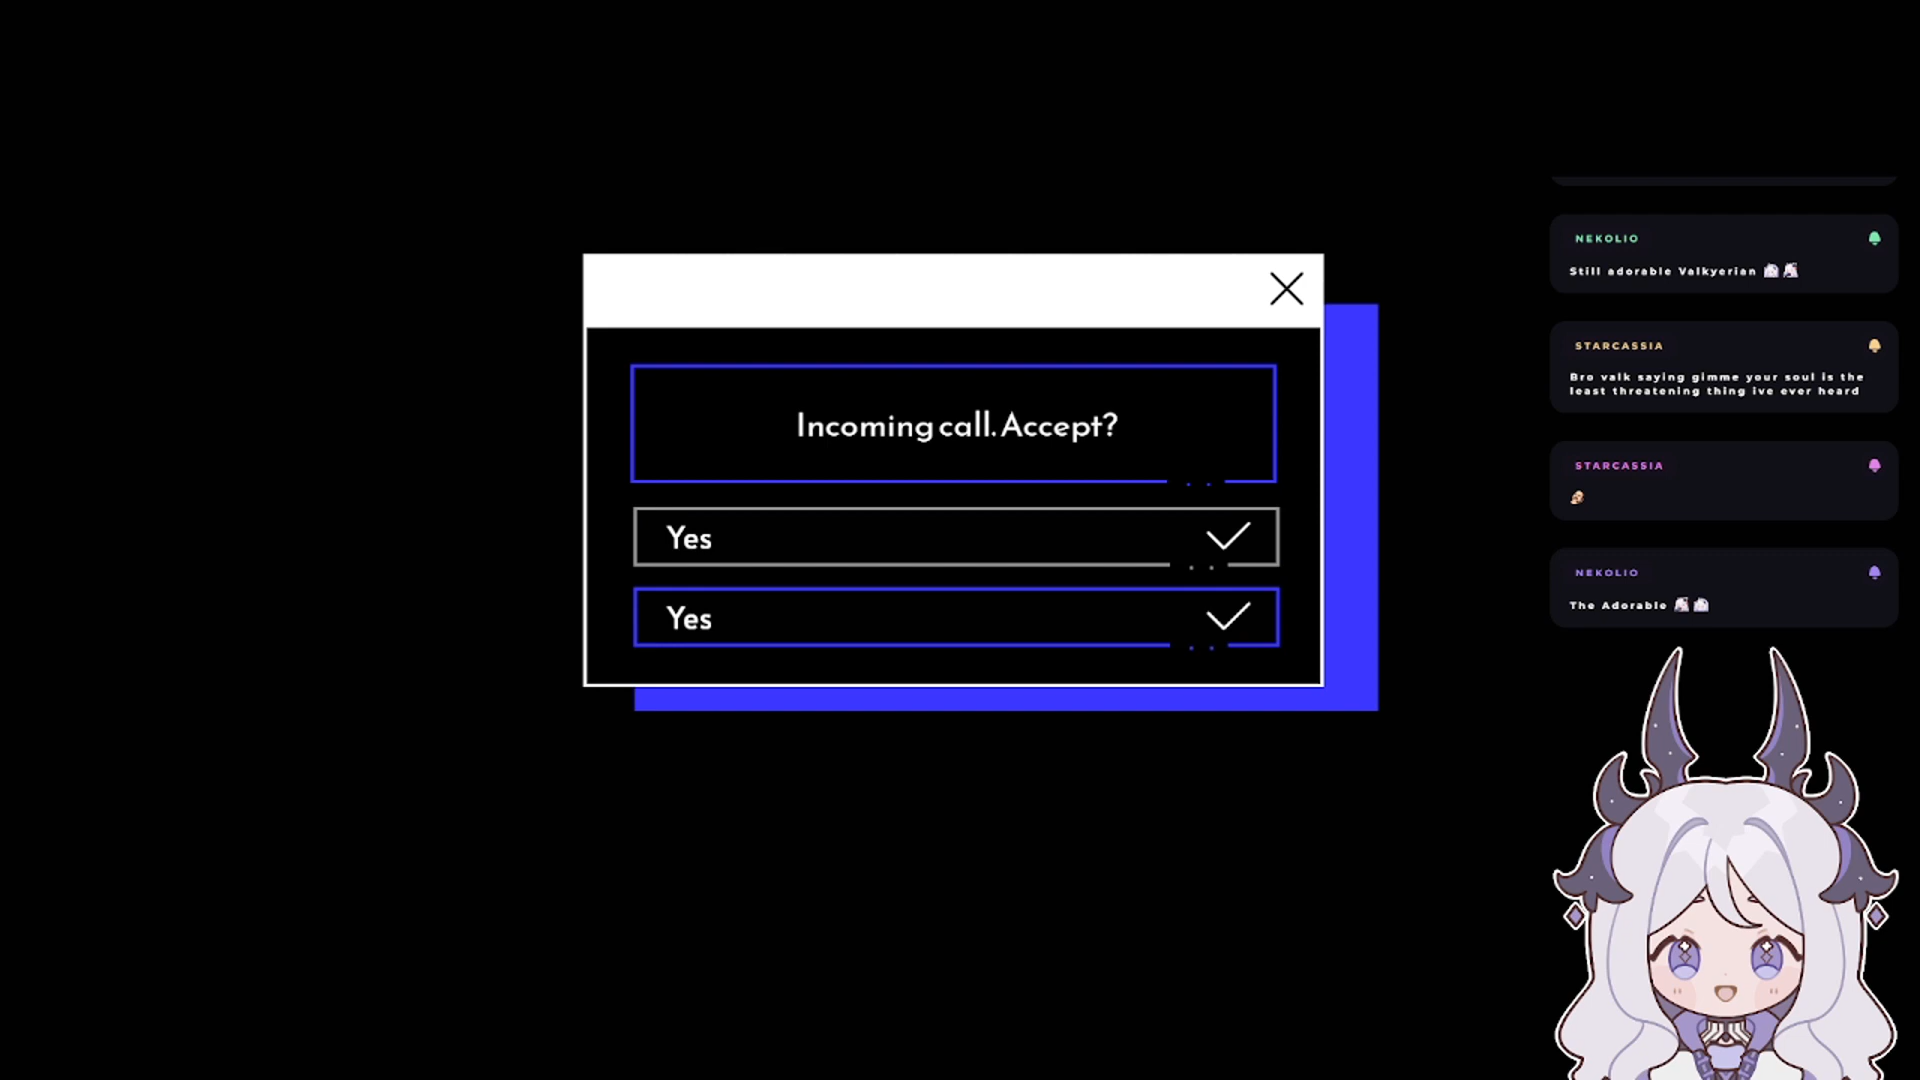 Incoming call. Accept?
Yes
Yes
NEKOLIO
Still adorable Valkyerian
STARCASSIA
Bro valk saying gimme your soul is the
least threatening thing ive ever heard
STARCASSIA
NEKOLIO
The Adorable